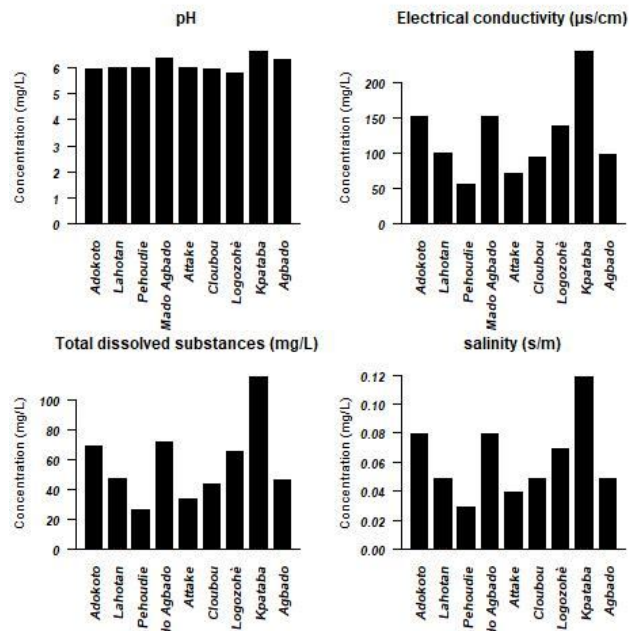 pH
Concentration (mg/L)
6
5
4
3
2
1
0
Adokoto
Lahotan
Pehoudie
Mado Agbado
Attake
Cloubou
Logozohè
Kpataba
Agbado
Electrical conductivity (µs/cm)
Concentration (mg/L)
200
150
100
50
0
Adokoto
Lahotan
Pehoudie
Mado Agbado
Attake
Cloubou
Logozohè
Kpataba
Agbado
Total dissolved substances (mg/L)
Concentration (mg/L)
100
80
60
40
20
0
Adokoto
Lahotan
Pehoudie
do Agbado
Attake
Cloubou
Logozohè
Kpataba
Agbado
salinity (s/m)
Concentration (mg/L)
0.12
0.10
0.08
0.06
0.04
0.02
0.00
Adokoto
Lahotan
Pehoudie
do Agbado
Attake
Cloubou
Logozohè
Kpataba
Agbado